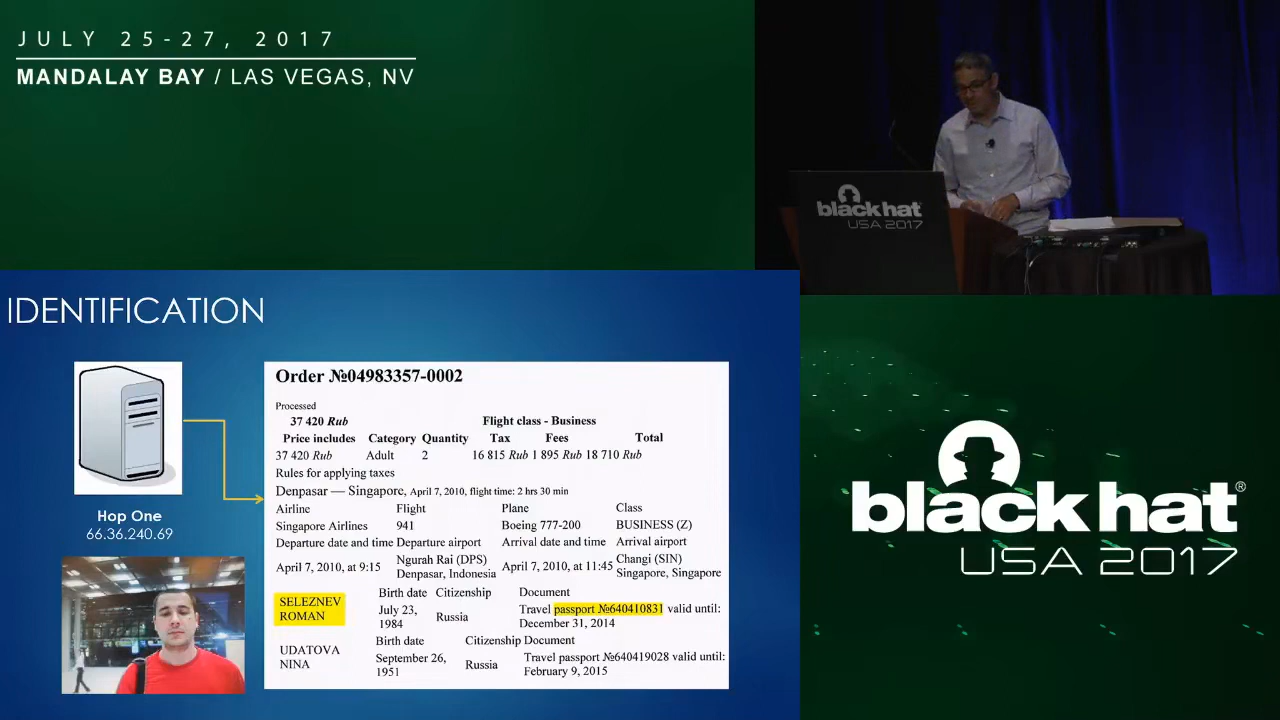 JULY 25-27, 2017
MANDALAY BAY / LAS VEGAS, NV
black hat
USA 2017
IDENTIFICATION
Hop One
66.36.240.69
Order №04983357-0002
Processed
37 420 Rub Flight class - Business
Price includes Category Quantity Tax Fees Total
37 420 Rub Adult 2 16 815 Rub 1 895 Rub 18 710 Rub
Rules for applying taxes
Denpasar — Singapore, April 7, 2010, flight time: 2 hrs 30 min
Airline Flight Plane Class
Singapore Airlines 941 Boeing 777-200 BUSINESS (Z)
Departure date and time Departure airport Arrival date and time Arrival airport
April 7, 2010, at 9:15 Ngurah Rai (DPS) April 7, 2010, at 11:45 Changi (SIN)
Denpasar, Indonesia Singapore, Singapore
Birth date Citizenship Document
SELEZNEV July 23, Russia Travel passport №640410831 valid until:
ROMAN 1984 December 31, 2014
Birth date Citizenship Document
UDATOVA September 26, Russia Travel passport №640419028 valid until:
NINA 1951 February 9, 2015
black hat®
USA 2017